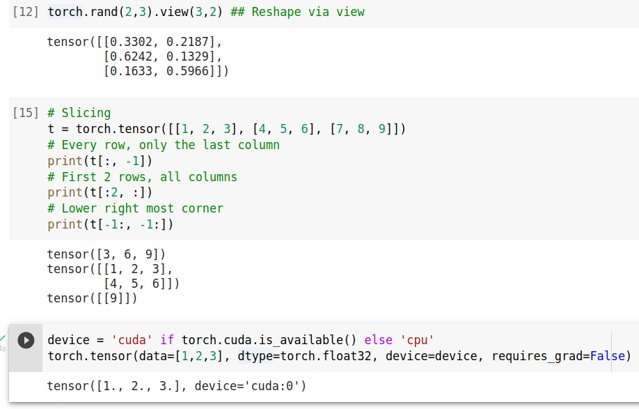 [12] torch.rand(2,3).view(3,2) ## Reshape via view
tensor([[0.3302, 0.2187],
        [0.6242, 0.1329],
        [0.1633, 0.5966]])
[15] # Slicing
t = torch.tensor([[1, 2, 3], [4, 5, 6], [7, 8, 9]])
# Every row, only the last column
print(t[:, -1])
# First 2 rows, all columns
print(t[:2, :])
# Lower right most corner
print(t[-1:, -1:])
tensor([3, 6, 9])
tensor([[1, 2, 3],
        [4, 5, 6]])
tensor([[9]])
device = 'cuda' if torch.cuda.is_available() else 'cpu'
torch.tensor(data=[1,2,3], dtype=torch.float32, device=device, requires_grad=False)
tensor([1., 2., 3.], device='cuda:0')